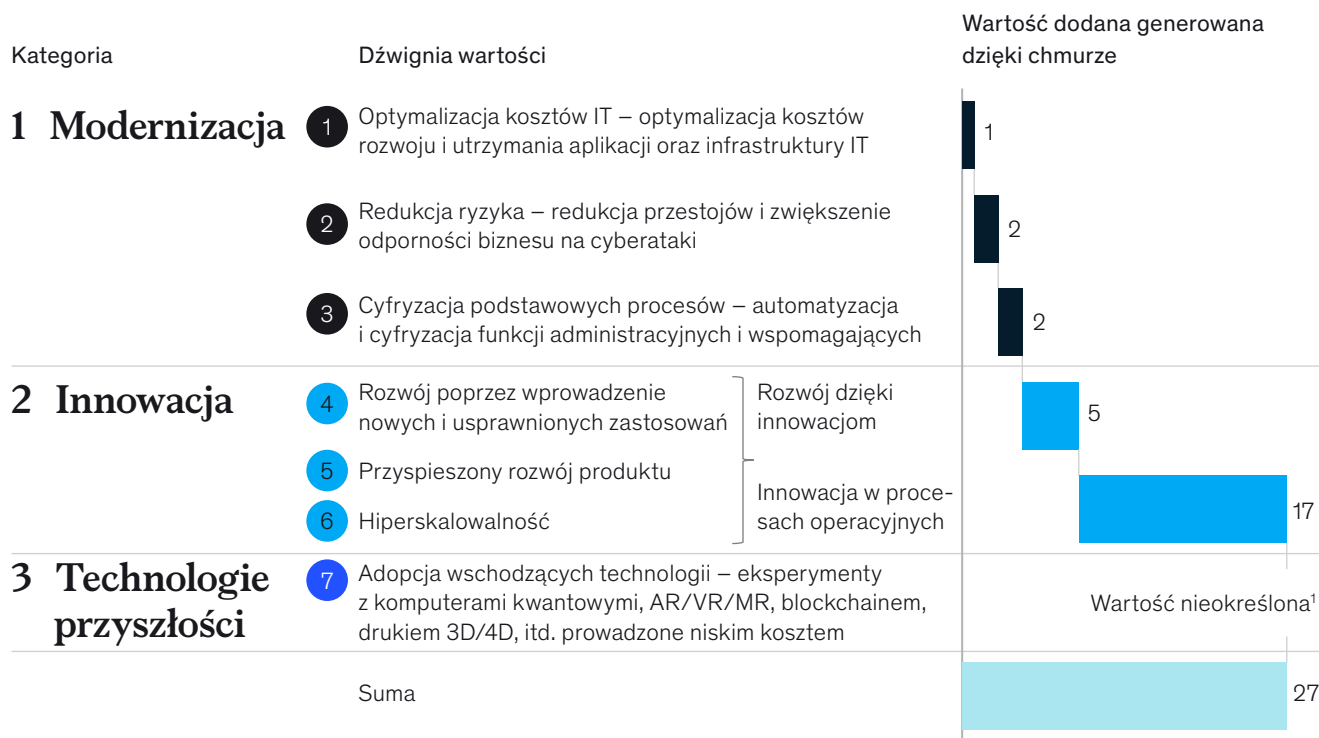 Kategoria
Dźwignia wartości
Wartość dodana generowana
dzięki chmurze
1 Modernizacja
1
Optymalizacja kosztów IT – optymalizacja kosztów
rozwoju i utrzymania aplikacji oraz infrastruktury IT
1
2
Redukcja ryzyka – redukcja przestojów i zwiększenie
odporności biznesu na cyberataki
2
3
Cyfryzacja podstawowych procesów – automatyzacja
i cyfryzacja funkcji administracyjnych i wspomagających
2
2 Innowacja
4
Rozwój poprzez wprowadzenie
nowych i usprawnionych zastosowań
Rozwój dzięki
innowacjom
5
5
Przyspieszony rozwój produktu
6
Hiperskalowalność
Innowacja w proce-
sach operacyjnych
17
3 Technologie
przyszłości
7
Adopcja wschodzących technologii – eksperymenty
z komputerami kwantowymi, AR/VR/MR, blockchainem,
drukiem 3D/4D, itd. prowadzone niskim kosztem
Wartość nieokreślona¹
Suma
27